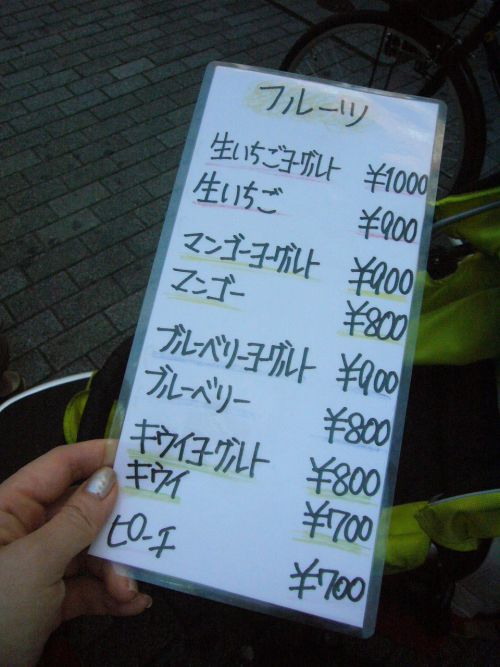 フルーツ
生いちごヨーグルト ¥1000
生いちご ¥900
マンゴーヨーグルト ¥900
マンゴー ¥800
ブルーベリーヨーグルト ¥900
ブルーベリー ¥800
キウイヨーグルト ¥800
キウイ ¥700
ピローエ ¥700